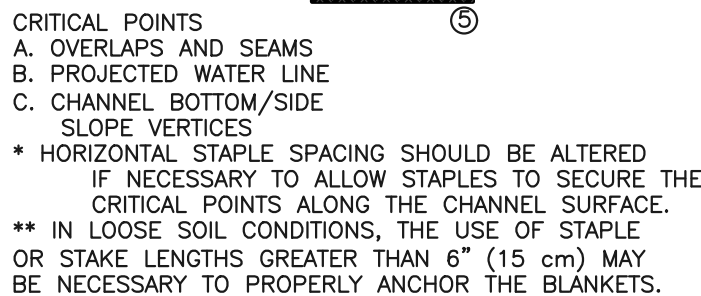 CRITICAL POINTS
⑤
A. OVERLAPS AND SEAMS
B. PROJECTED WATER LINE
C. CHANNEL BOTTOM/SIDE
SLOPE VERTICES
* HORIZONTAL STAPLE SPACING SHOULD BE ALTERED
IF NECESSARY TO ALLOW STAPLES TO SECURE THE
CRITICAL POINTS ALONG THE CHANNEL SURFACE.
** IN LOOSE SOIL CONDITIONS, THE USE OF STAPLE
OR STAKE LENGTHS GREATER THAN 6” (15 cm) MAY
BE NECESSARY TO PROPERLY ANCHOR THE BLANKETS.